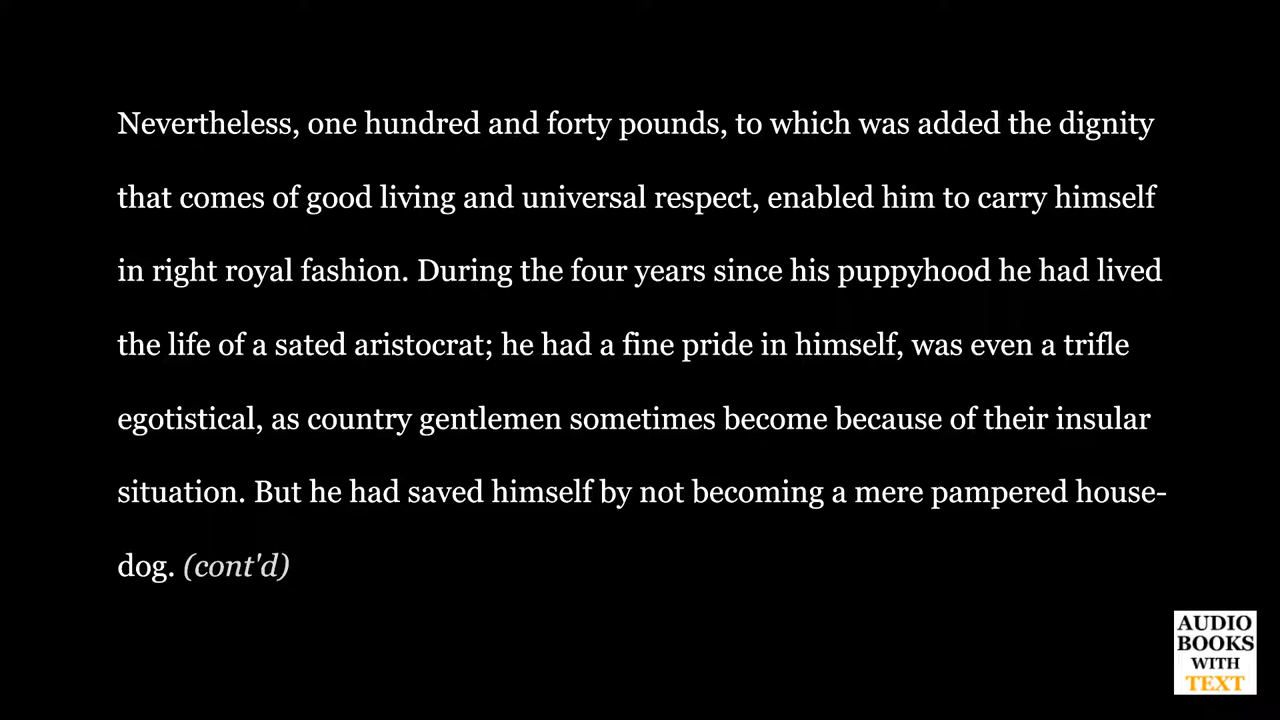 Nevertheless, one hundred and forty pounds, to which was added the dignity
that comes of good living and universal respect, enabled him to carry himself
in right royal fashion. During the four years since his puppyhood he had lived
the life of a sated aristocrat; he had a fine pride in himself, was even a trifle
egotistical, as country gentlemen sometimes become because of their insular
situation. But he had saved himself by not becoming a mere pampered house-
dog. (cont'd)
AUDIO
BOOKS
WITH
TEXT